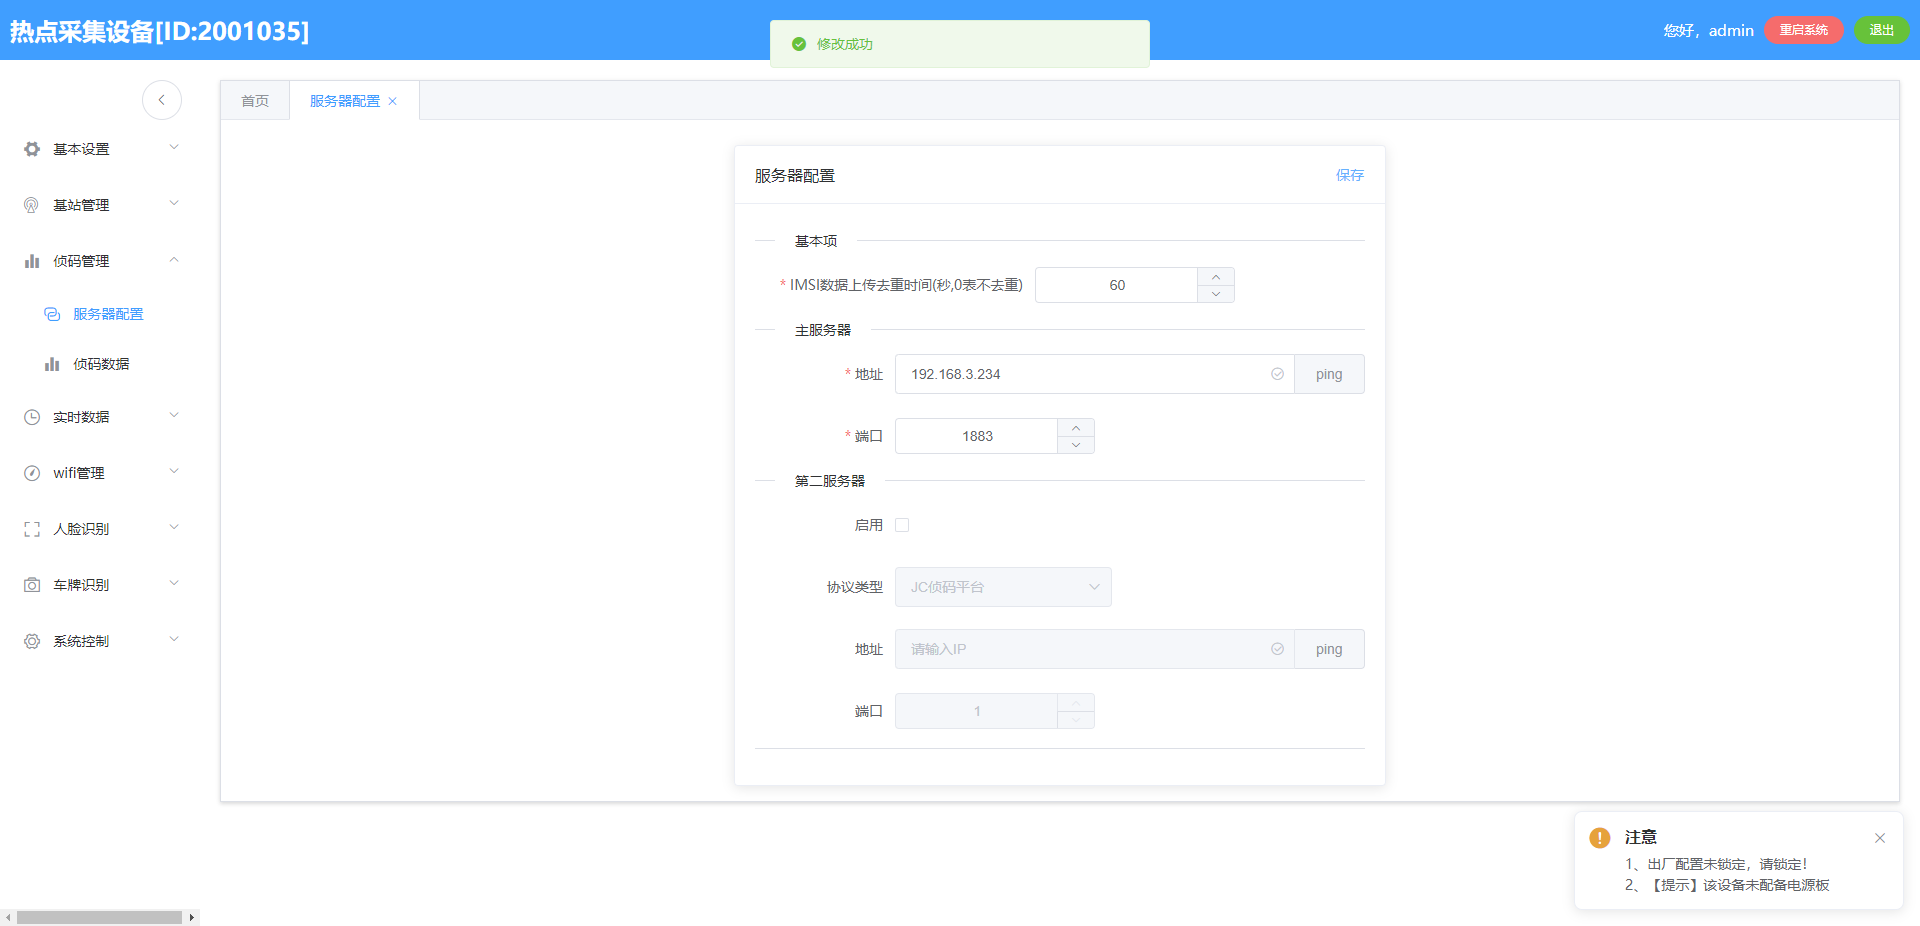 热点采集设备[ID:2001035]
修改成功
您好，admin
重启系统
退出
首页
服务器配置
基本设置
基站管理
侦码管理
服务器配置
侦码数据
实时数据
wifi管理
人脸识别
车牌识别
系统控制
服务器配置
保存
基本项
* IMSI数据上传去重时间(秒,0表不去重)
60
主服务器
* 地址
192.168.3.234
ping
* 端口
1883
第二服务器
启用
协议类型
JC侦码平台
地址
请输入IP
ping
端口
1
注意
1、出厂配置未锁定，请锁定!
2、【提示】该设备未配备电源板